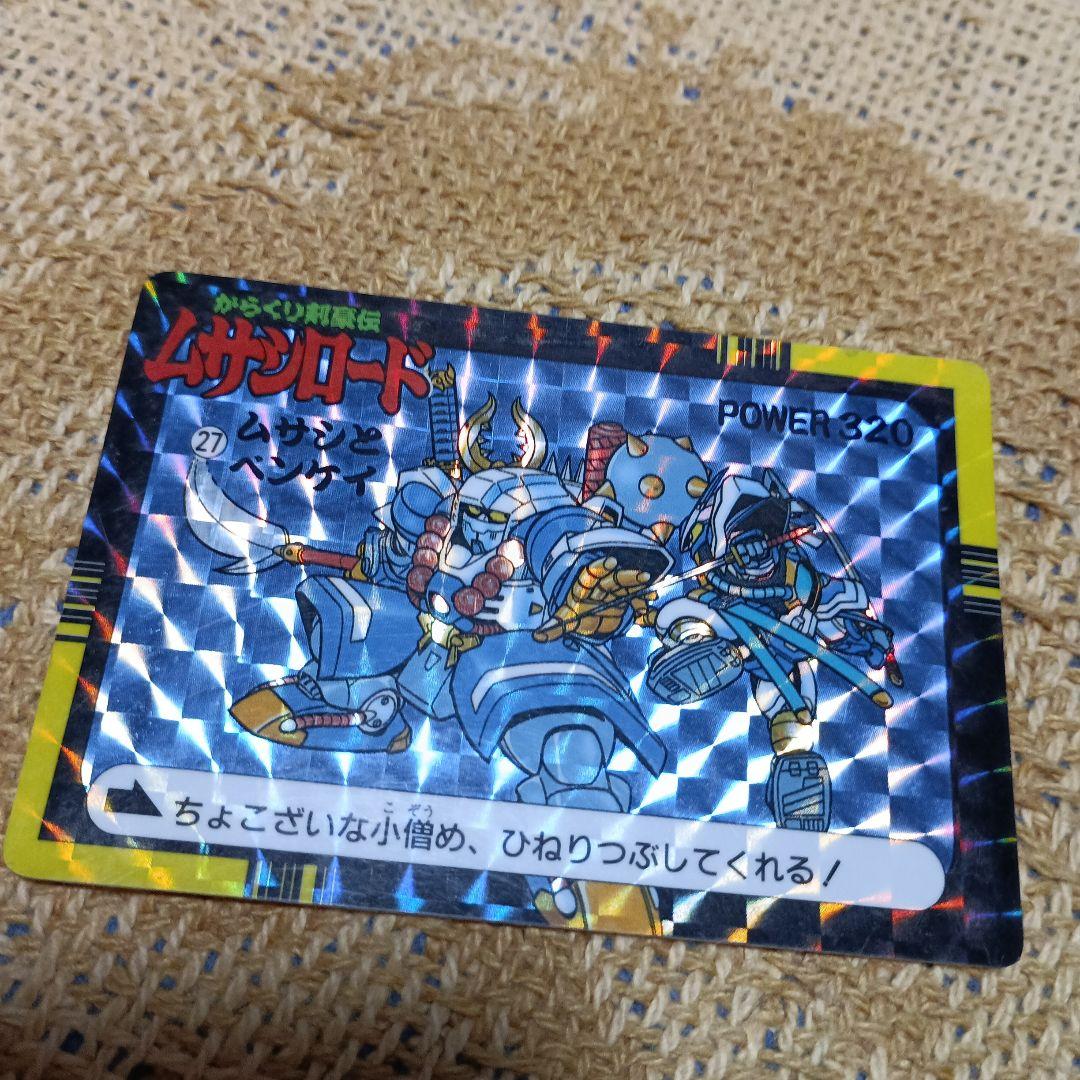 からくり剣豪伝
ムサシロード
POWER 320
27 ムサシと
ベンケイ
こ ぞう
ちょこざいな小僧め、ひねりつぶしてくれる!